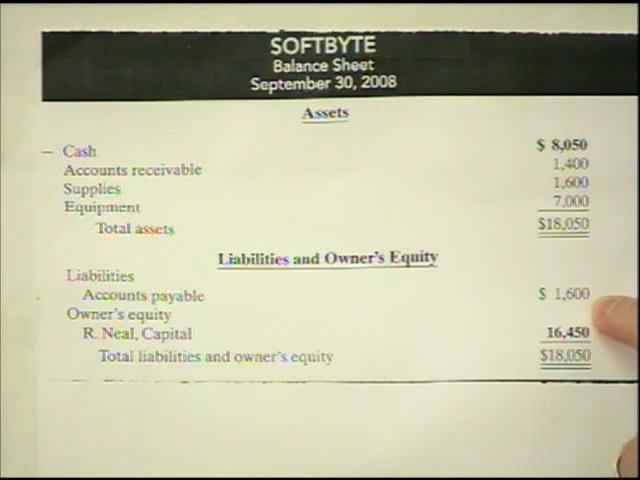 SOFTBYTE
Balance Sheet
September 30, 2008
Assets
Cash $ 8,050
Accounts receivable 1,400
Supplies 1,600
Equipment 7,000
Total assets $18,050
Liabilities and Owner's Equity
Liabilities
Accounts payable $ 1,600
Owner's equity
R. Neal, Capital 16,450
Total liabilities and owner's equity $18,050